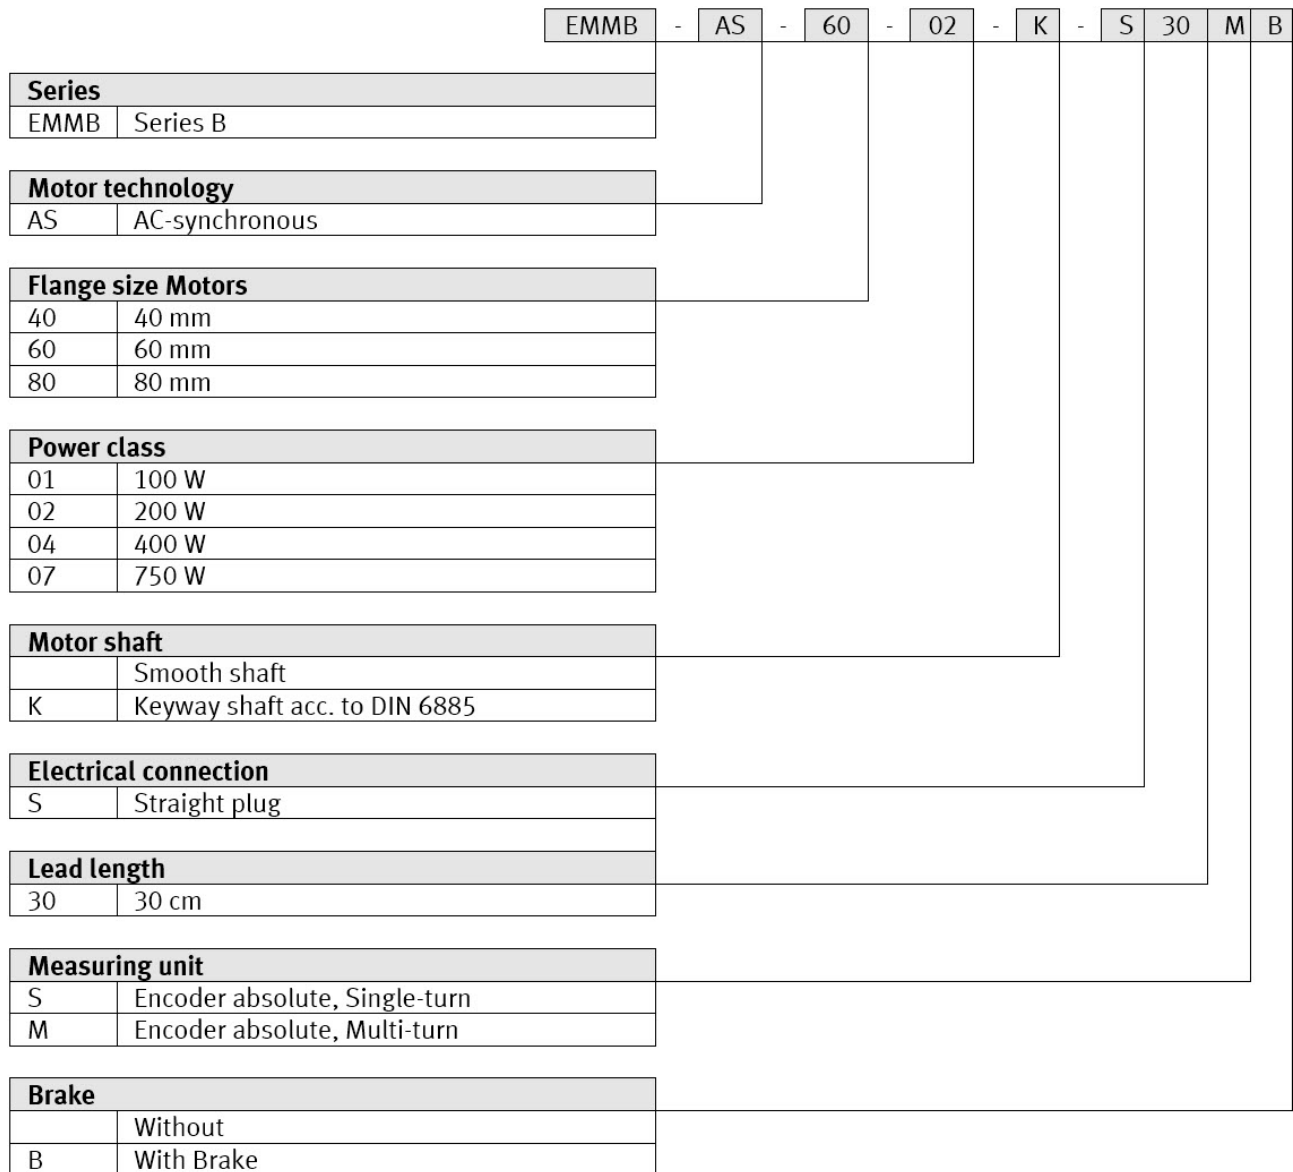 EMMB - AS - 60 - 02 - K - S 30 M B
Series
EMMB Series B
Motor technology
AS AC-synchronous
Flange size Motors
40 40 mm
60 60 mm
80 80 mm
Power class
01 100 W
02 200 W
04 400 W
07 750 W
Motor shaft
Smooth shaft
K Keyway shaft acc. to DIN 6885
Electrical connection
S Straight plug
Lead length
30 30 cm
Measuring unit
S Encoder absolute, Single-turn
M Encoder absolute, Multi-turn
Brake
Without
B With Brake